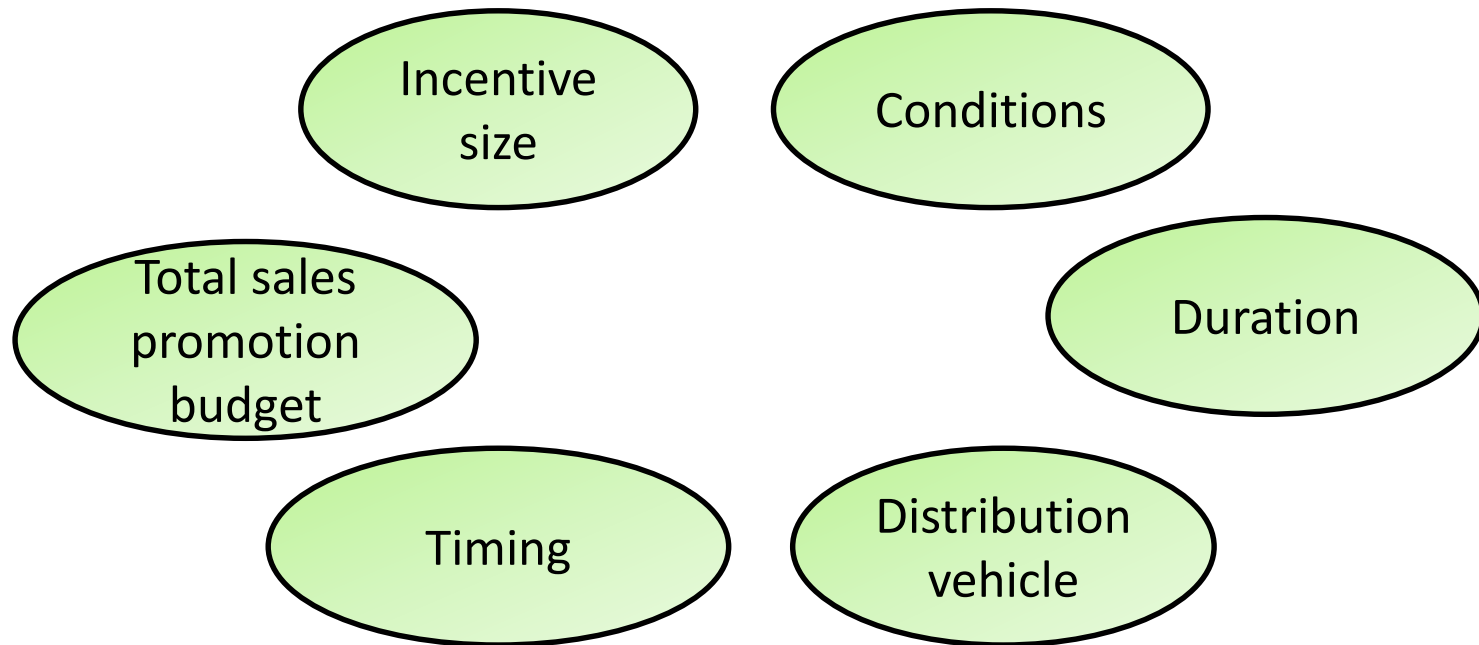 Incentive
size
Conditions
Total sales
promotion
budget
Duration
Timing
Distribution
vehicle